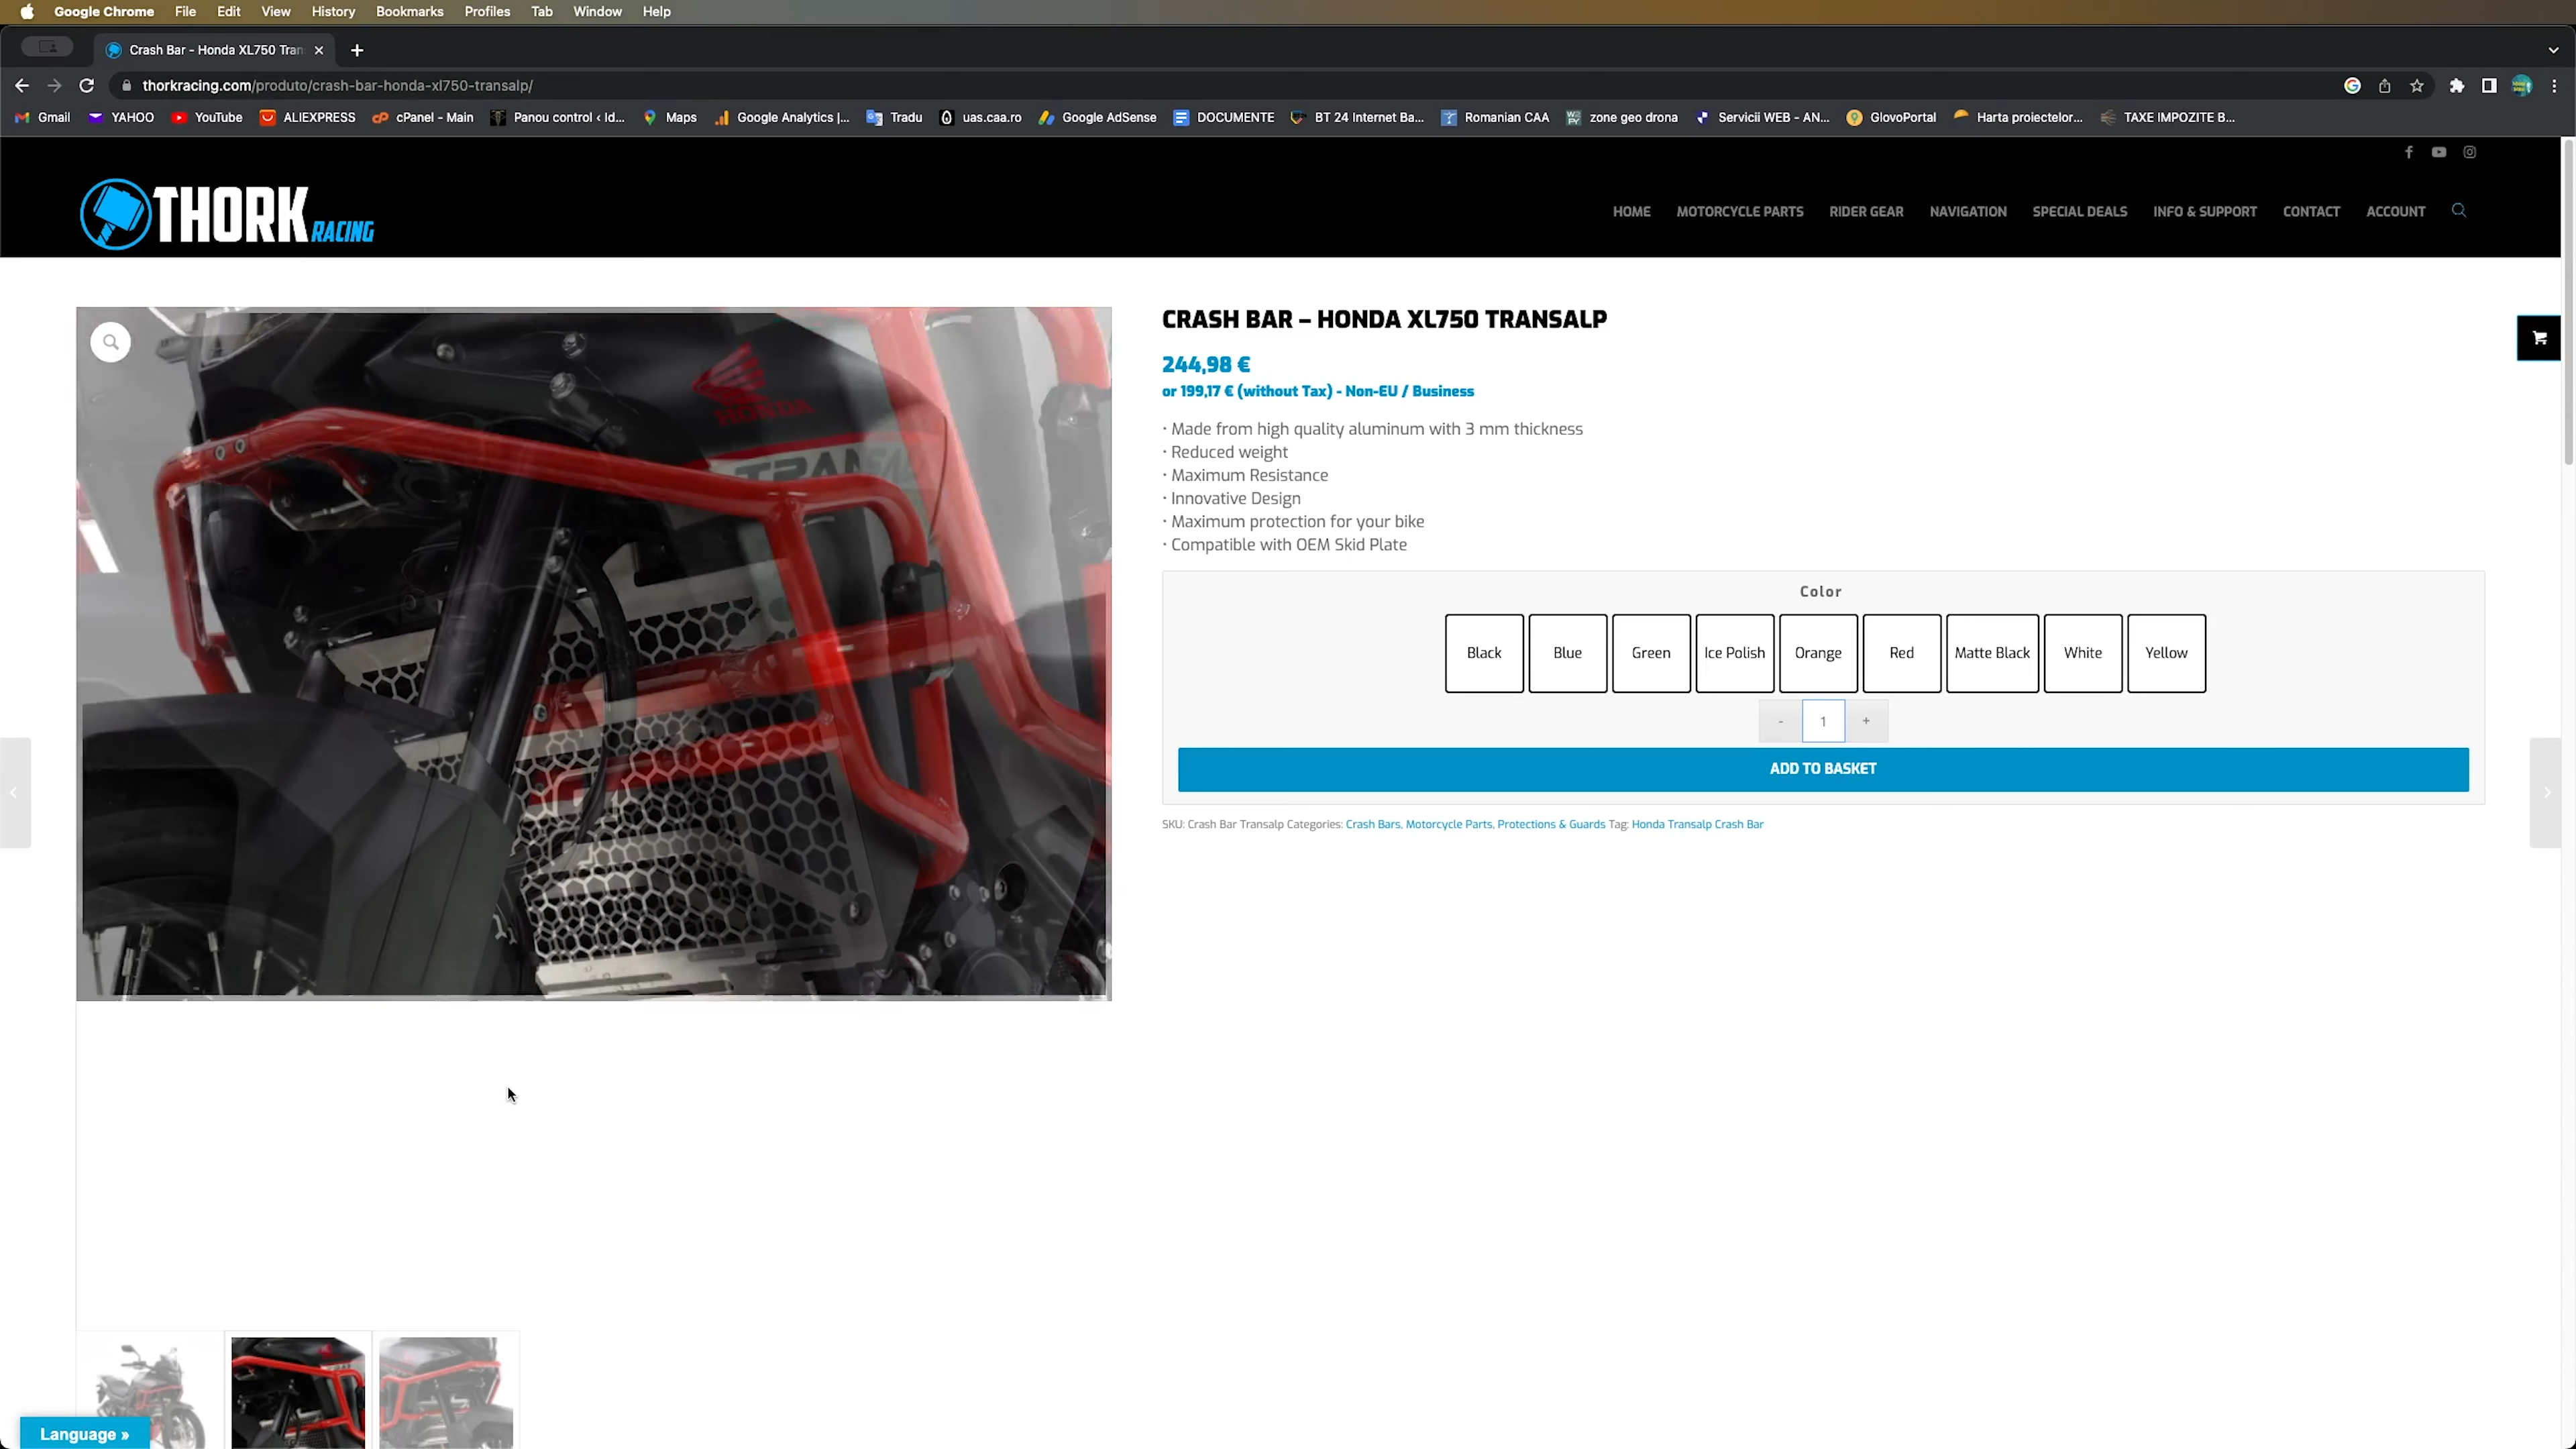 Google Chrome File Edit View History Bookmarks Profiles Tab Window Help
Crash Bar - Honda XL750 Tran
thorkracing.com/produto/crash-bar-honda-xl750-transalp/
Gmail YAHOO YouTube ALIEXPRESS cPanel - Main Panou control ‹ Id... Maps Google Analytics |... Tradu uas.caa.ro Google AdSense DOCUMENTE BT 24 Internet Ba... Romanian CAA zone geo drona Servicii WEB - AN... GlovoPortal Harta proiectelor... TAXE IMPOZITE B...
THORK RACING
HOME MOTORCYCLE PARTS RIDER GEAR NAVIGATION SPECIAL DEALS INFO & SUPPORT CONTACT ACCOUNT
HONDA
CRASH BAR – HONDA XL750 TRANSALP
244,98 €
or 199,17 € (without Tax) - Non-EU / Business
• Made from high quality aluminum with 3 mm thickness
• Reduced weight
• Maximum Resistance
• Innovative Design
• Maximum protection for your bike
• Compatible with OEM Skid Plate
Color
Black Blue Green Ice Polish Orange Red Matte Black White Yellow
- 1 +
ADD TO BASKET
SKU: Crash Bar Transalp Categories: Crash Bars, Motorcycle Parts, Protections & Guards Tag: Honda Transalp Crash Bar
Language »